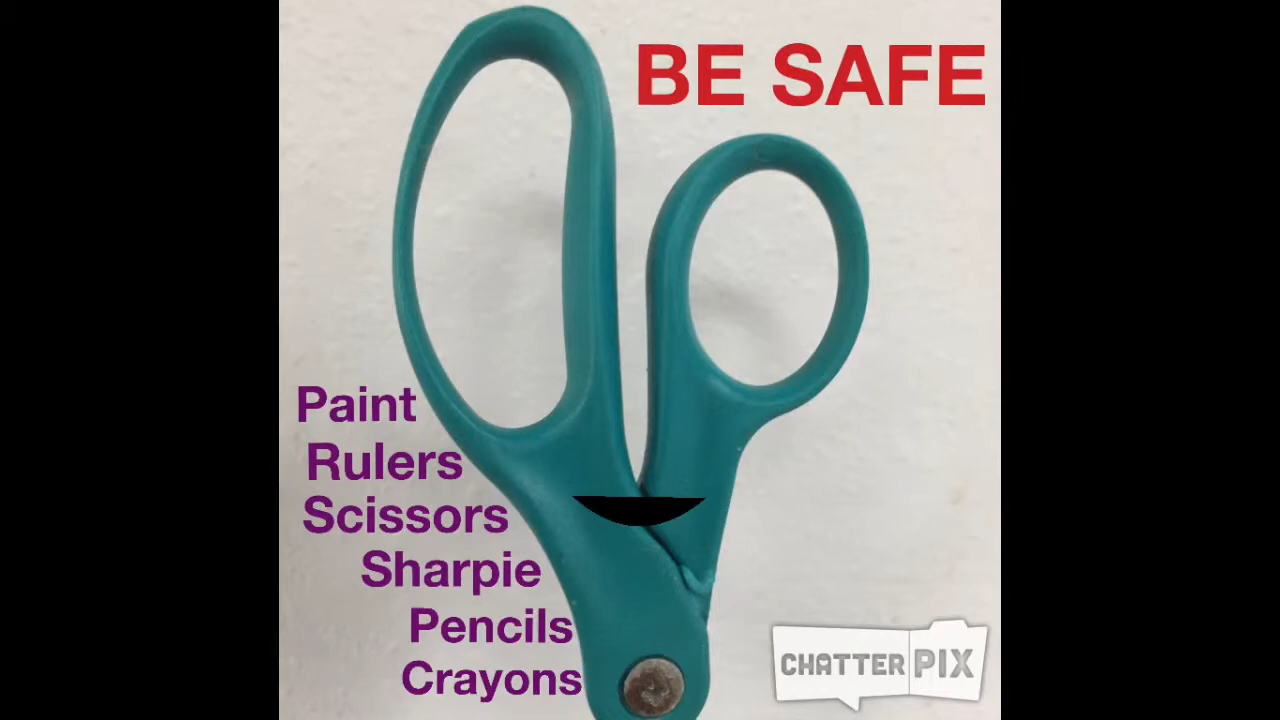 BE SAFE
Paint
Rulers
Scissors
Sharpie
Pencils
Crayons
CHATTER PIX